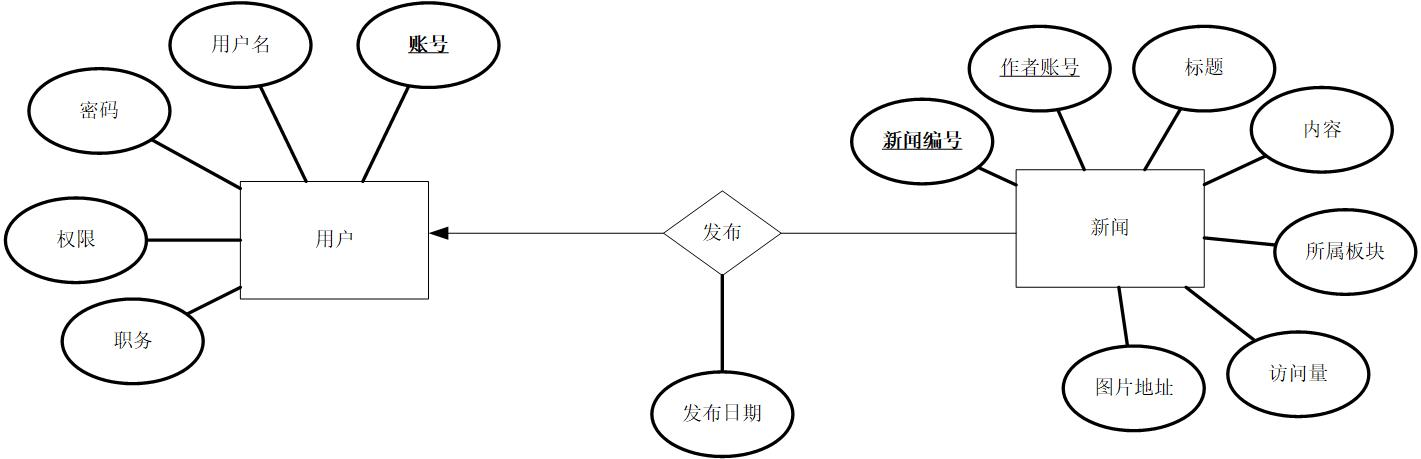 用户名
账号
密码
权限
职务
用户
发布
发布日期
新闻编号
作者账号
标题
内容
新闻
所属板块
访问量
图片地址